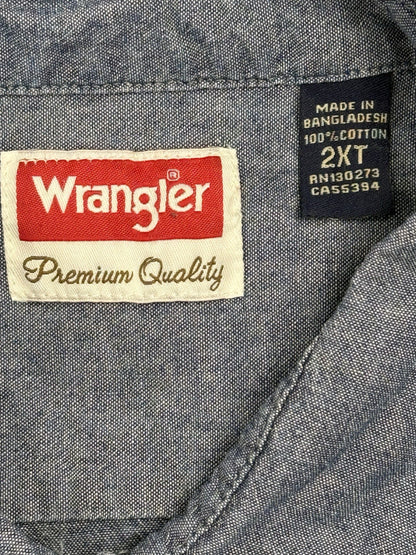 MADE IN
BANGLADESH
100% COTTON
2XT
RN130273
CA55394
Wrangler®
Premium Quality